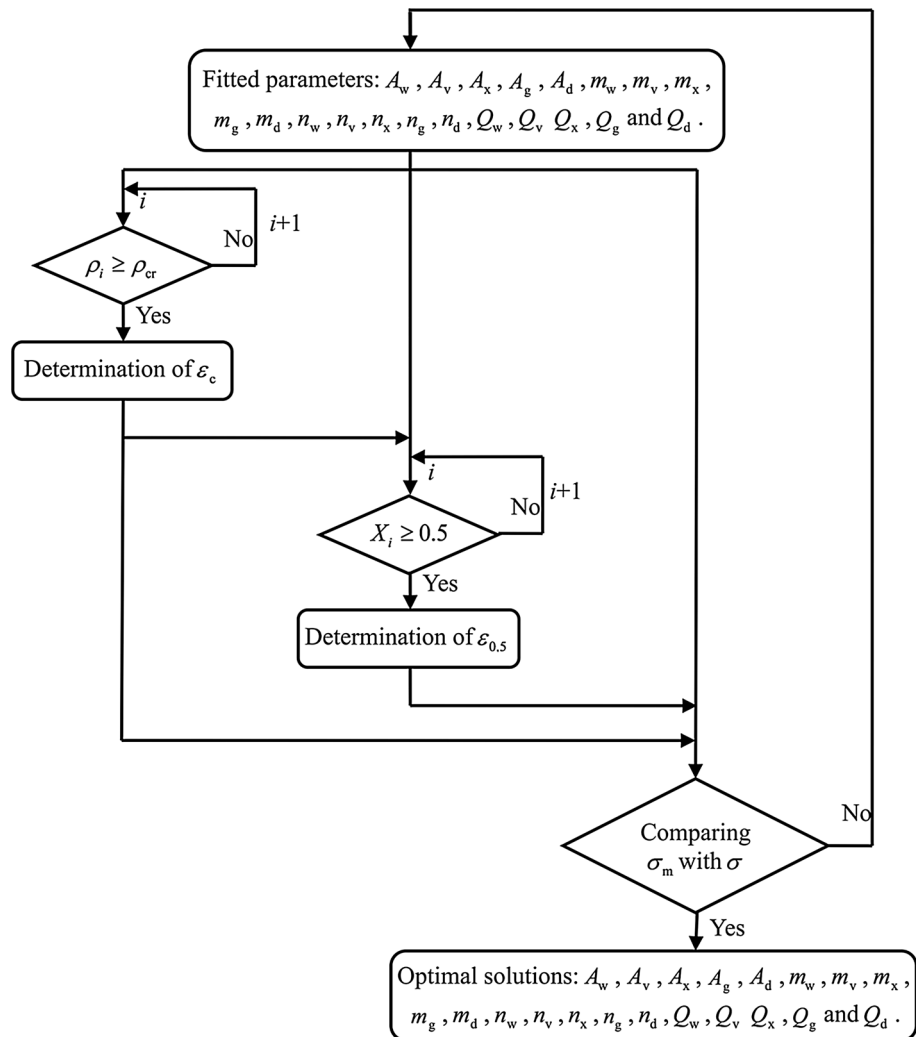 Fitted parameters: A_w , A_v , A_x , A_g , A_d , m_w , m_v , m_x ,
m_g , m_d , n_w , n_v , n_x , n_g , n_d , Q_w , Q_v Q_x , Q_g and Q_d .
i
i+1
No
ρ_i ≥ ρ_cr
Yes
Determination of ε_c
i
i+1
No
X_i ≥ 0.5
Yes
Determination of ε_0.5
No
Comparing
σ_m with σ
Yes
Optimal solutions: A_w , A_v , A_x , A_g , A_d , m_w , m_v , m_x ,
m_g , m_d , n_w , n_v , n_x , n_g , n_d , Q_w , Q_v Q_x , Q_g and Q_d .